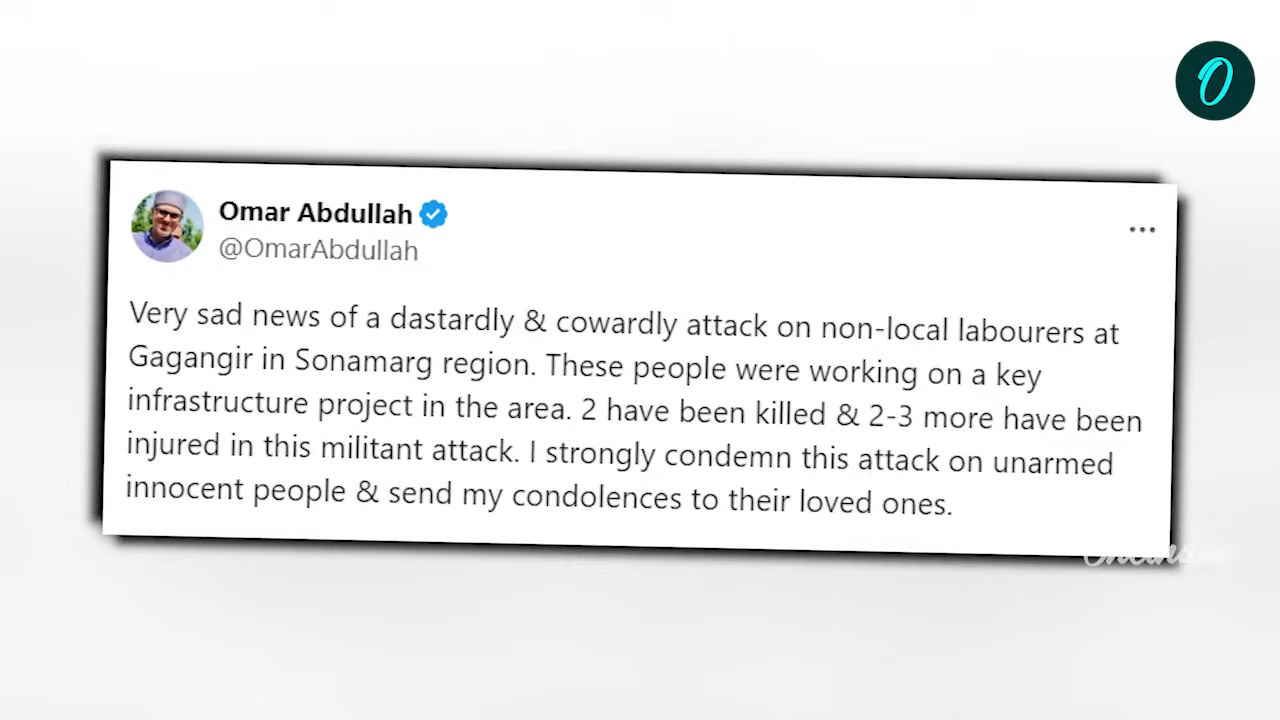 O
Omar Abdullah
@OmarAbdullah
Very sad news of a dastardly & cowardly attack on non-local labourers at
Gagangir in Sonamarg region. These people were working on a key
infrastructure project in the area. 2 have been killed & 2-3 more have been
injured in this militant attack. I strongly condemn this attack on unarmed
innocent people & send my condolences to their loved ones.